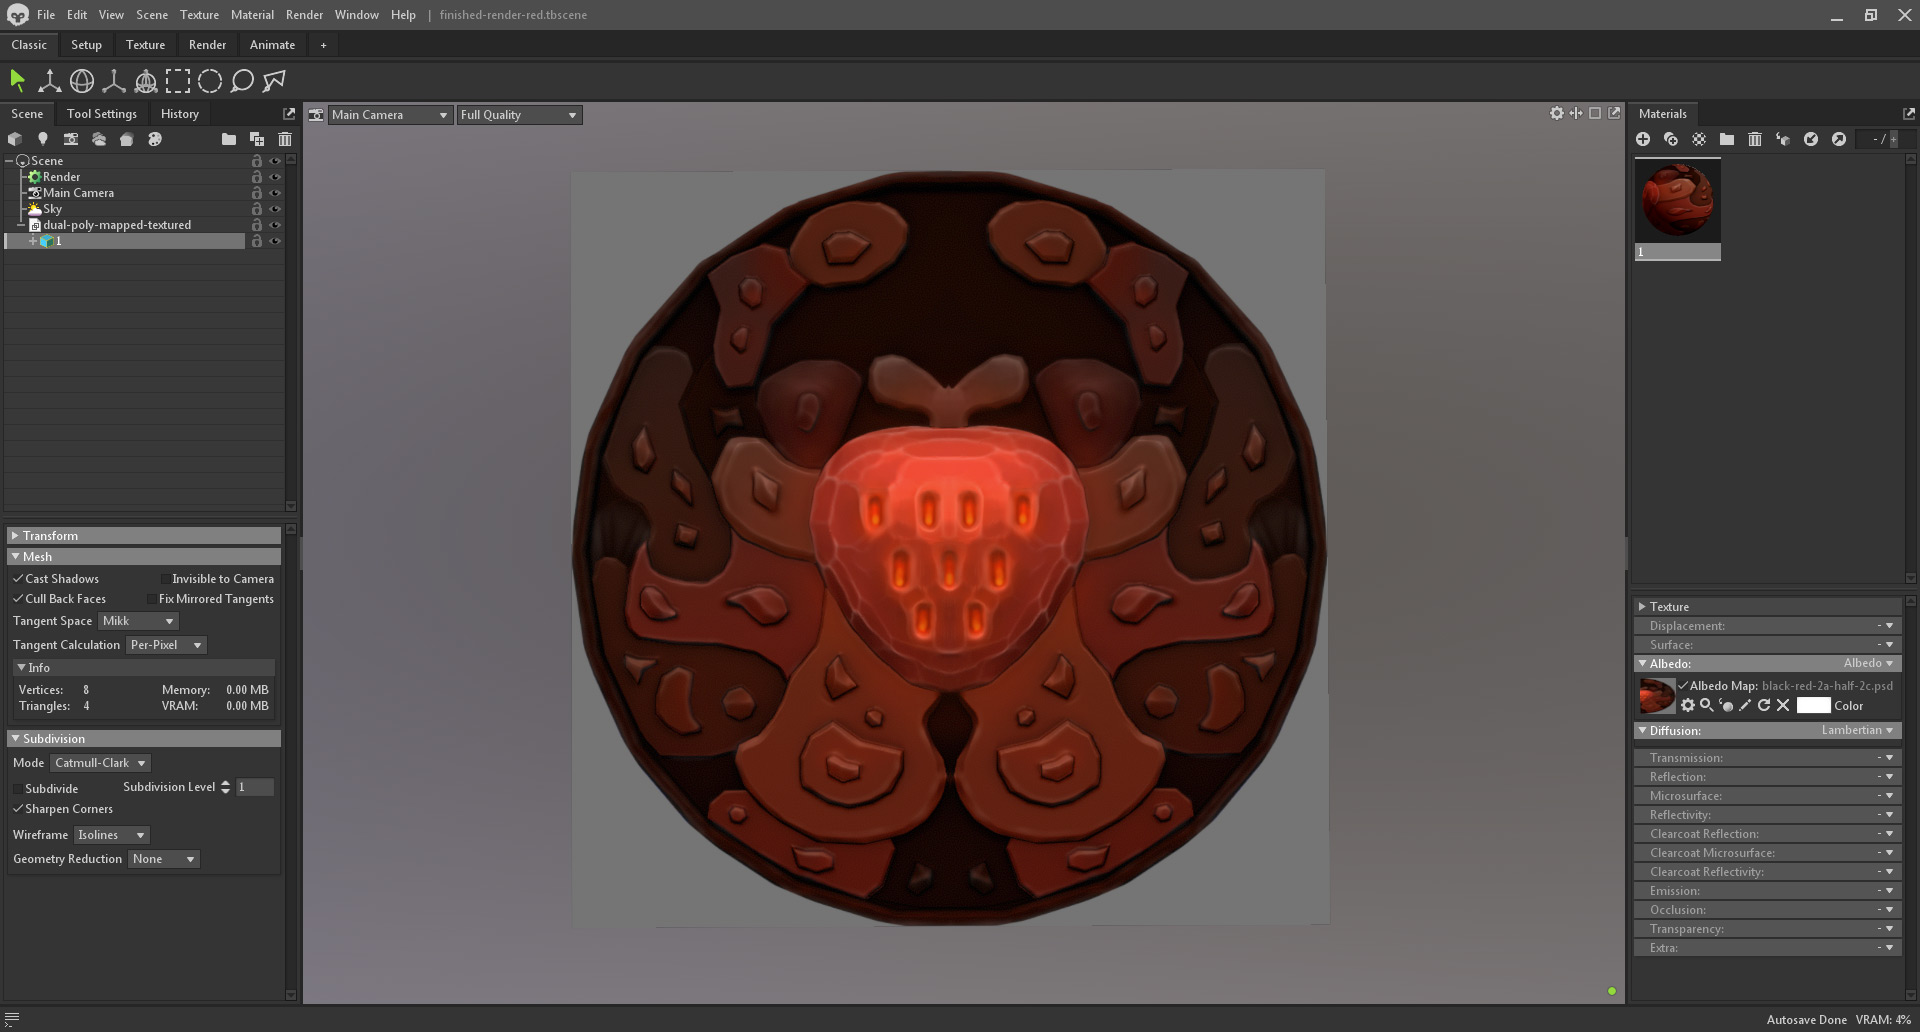 File Edit View Scene Texture Material Render Window Help | finished-render-red.tbscene
Classic Setup Texture Render Animate +
Scene Tool Settings History
Main Camera Full Quality
Materials
- / +
Scene
Render
Main Camera
Sky
dual-poly-mapped-textured
1
1
Transform
Mesh
Cast Shadows Invisible to Camera
Cull Back Faces Fix Mirrored Tangents
Tangent Space Mikk
Tangent Calculation Per-Pixel
Info
Vertices: 8 Memory: 0.00 MB
Triangles: 4 VRAM: 0.00 MB
Subdivision
Mode Catmull-Clark
Subdivide Subdivision Level 1
Sharpen Corners
Wireframe Isolines
Geometry Reduction None
Texture
Displacement: -
Surface: -
Albedo: Albedo
Albedo Map: black-red-2a-half-2c.psd
Color
Diffusion: Lambertian
Transmission: -
Reflection: -
Microsurface: -
Reflectivity: -
Clearcoat Reflection: -
Clearcoat Microsurface: -
Clearcoat Reflectivity: -
Emission: -
Occlusion: -
Transparency: -
Extra: -
Autosave Done VRAM: 4%